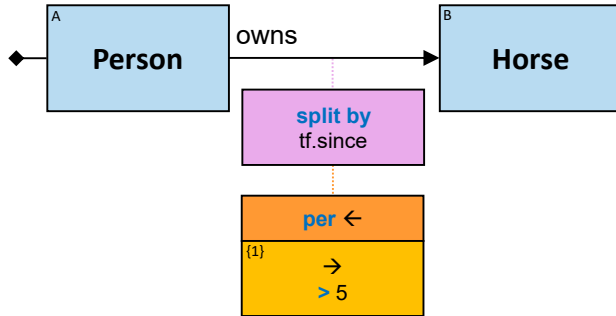 A
Person
owns
B
Horse
split by
tf.since
per ←
{1}
→
> 5